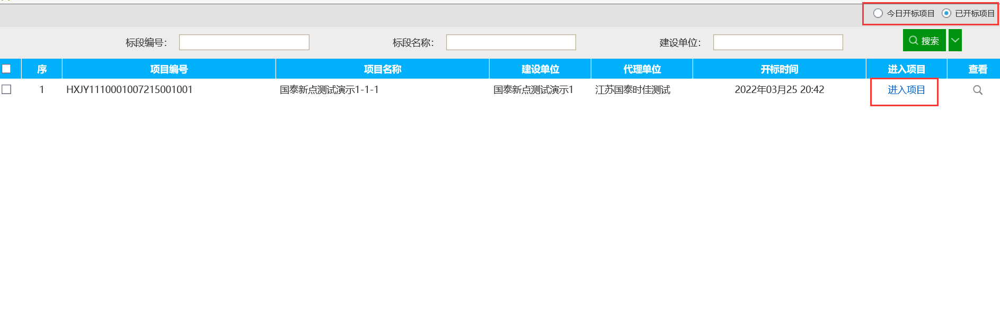 今日开标项目 已开标项目
标段编号： 标段名称： 建设单位： 搜索
序 项目编号 项目名称 建设单位 代理单位 开标时间 进入项目 查看
1 HXJY1110001007215001001 国泰新点测试演示1-1-1 国泰新点测试演示1 江苏国泰时佳测试 2022年03月25 20:42 进入项目